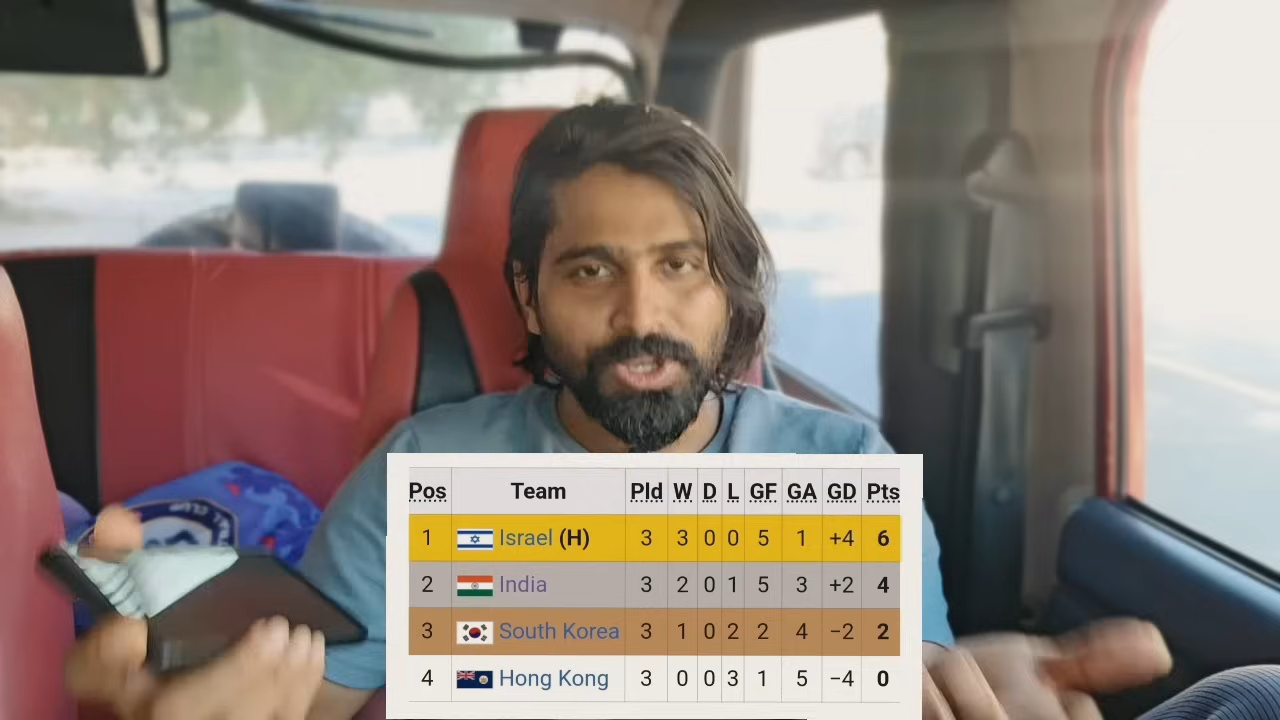 Pos Team Pld W D L GF GA GD Pts
1 Israel (H) 3 3 0 0 5 1 +4 6
2 India 3 2 0 1 5 3 +2 4
3 South Korea 3 1 0 2 2 4 −2 2
4 Hong Kong 3 0 0 3 1 5 −4 0